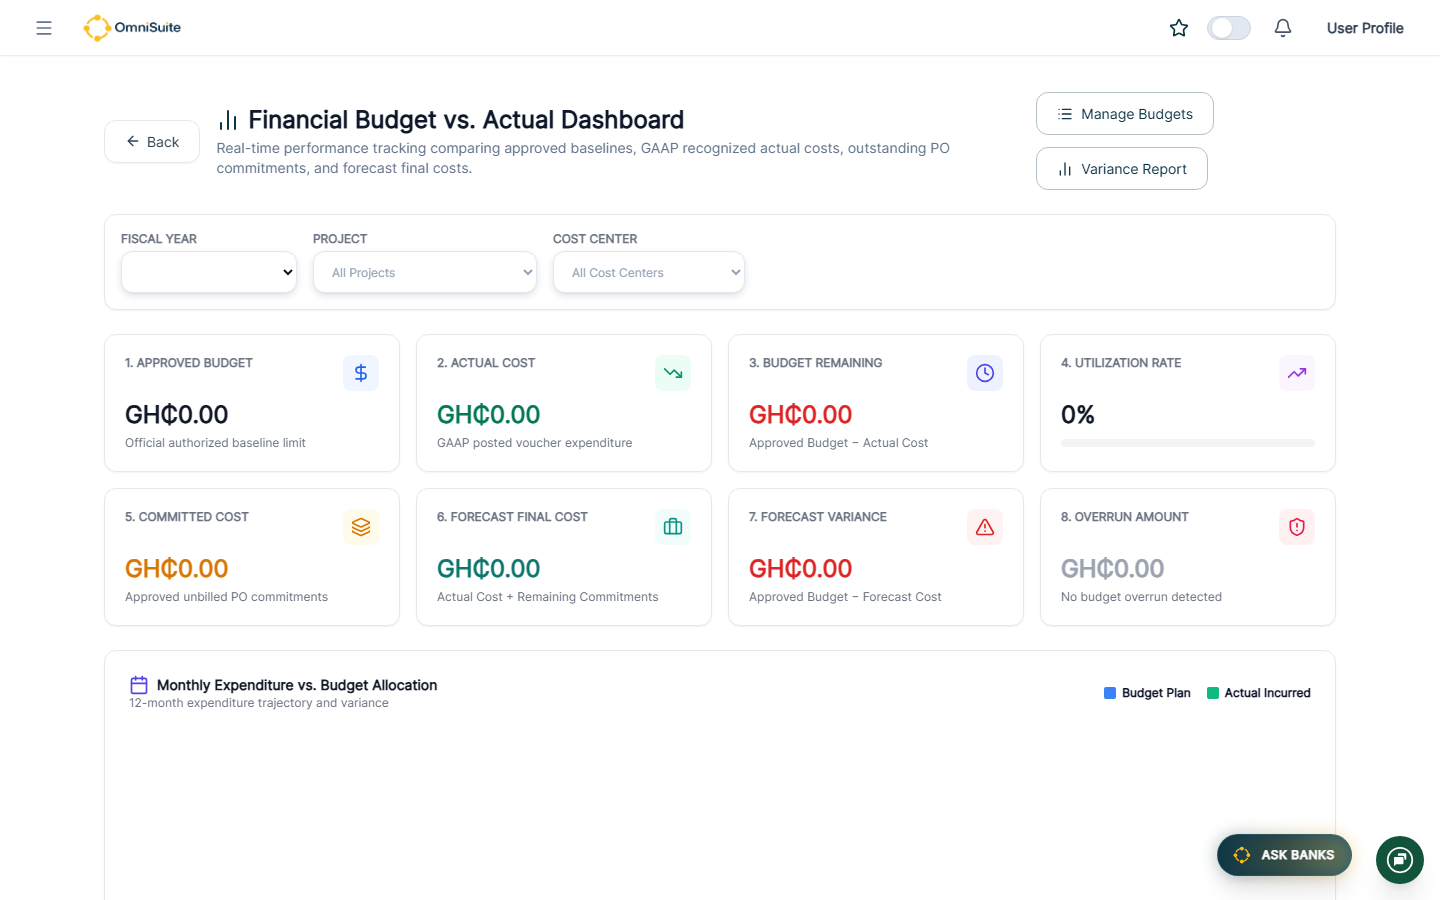 OmniSuite
User Profile
Back
Financial Budget vs. Actual Dashboard
Real-time performance tracking comparing approved baselines, GAAP recognized actual costs, outstanding PO
commitments, and forecast final costs.
Manage Budgets
Variance Report
FISCAL YEAR
PROJECT
COST CENTER
All Projects
All Cost Centers
1. APPROVED BUDGET
GH₵0.00
Official authorized baseline limit
2. ACTUAL COST
GH₵0.00
GAAP posted voucher expenditure
3. BUDGET REMAINING
GH₵0.00
Approved Budget − Actual Cost
4. UTILIZATION RATE
0%
5. COMMITTED COST
GH₵0.00
Approved unbilled PO commitments
6. FORECAST FINAL COST
GH₵0.00
Actual Cost + Remaining Commitments
7. FORECAST VARIANCE
GH₵0.00
Approved Budget − Forecast Cost
8. OVERRUN AMOUNT
GH₵0.00
No budget overrun detected
Monthly Expenditure vs. Budget Allocation
12-month expenditure trajectory and variance
Budget Plan
Actual Incurred
ASK BANKS